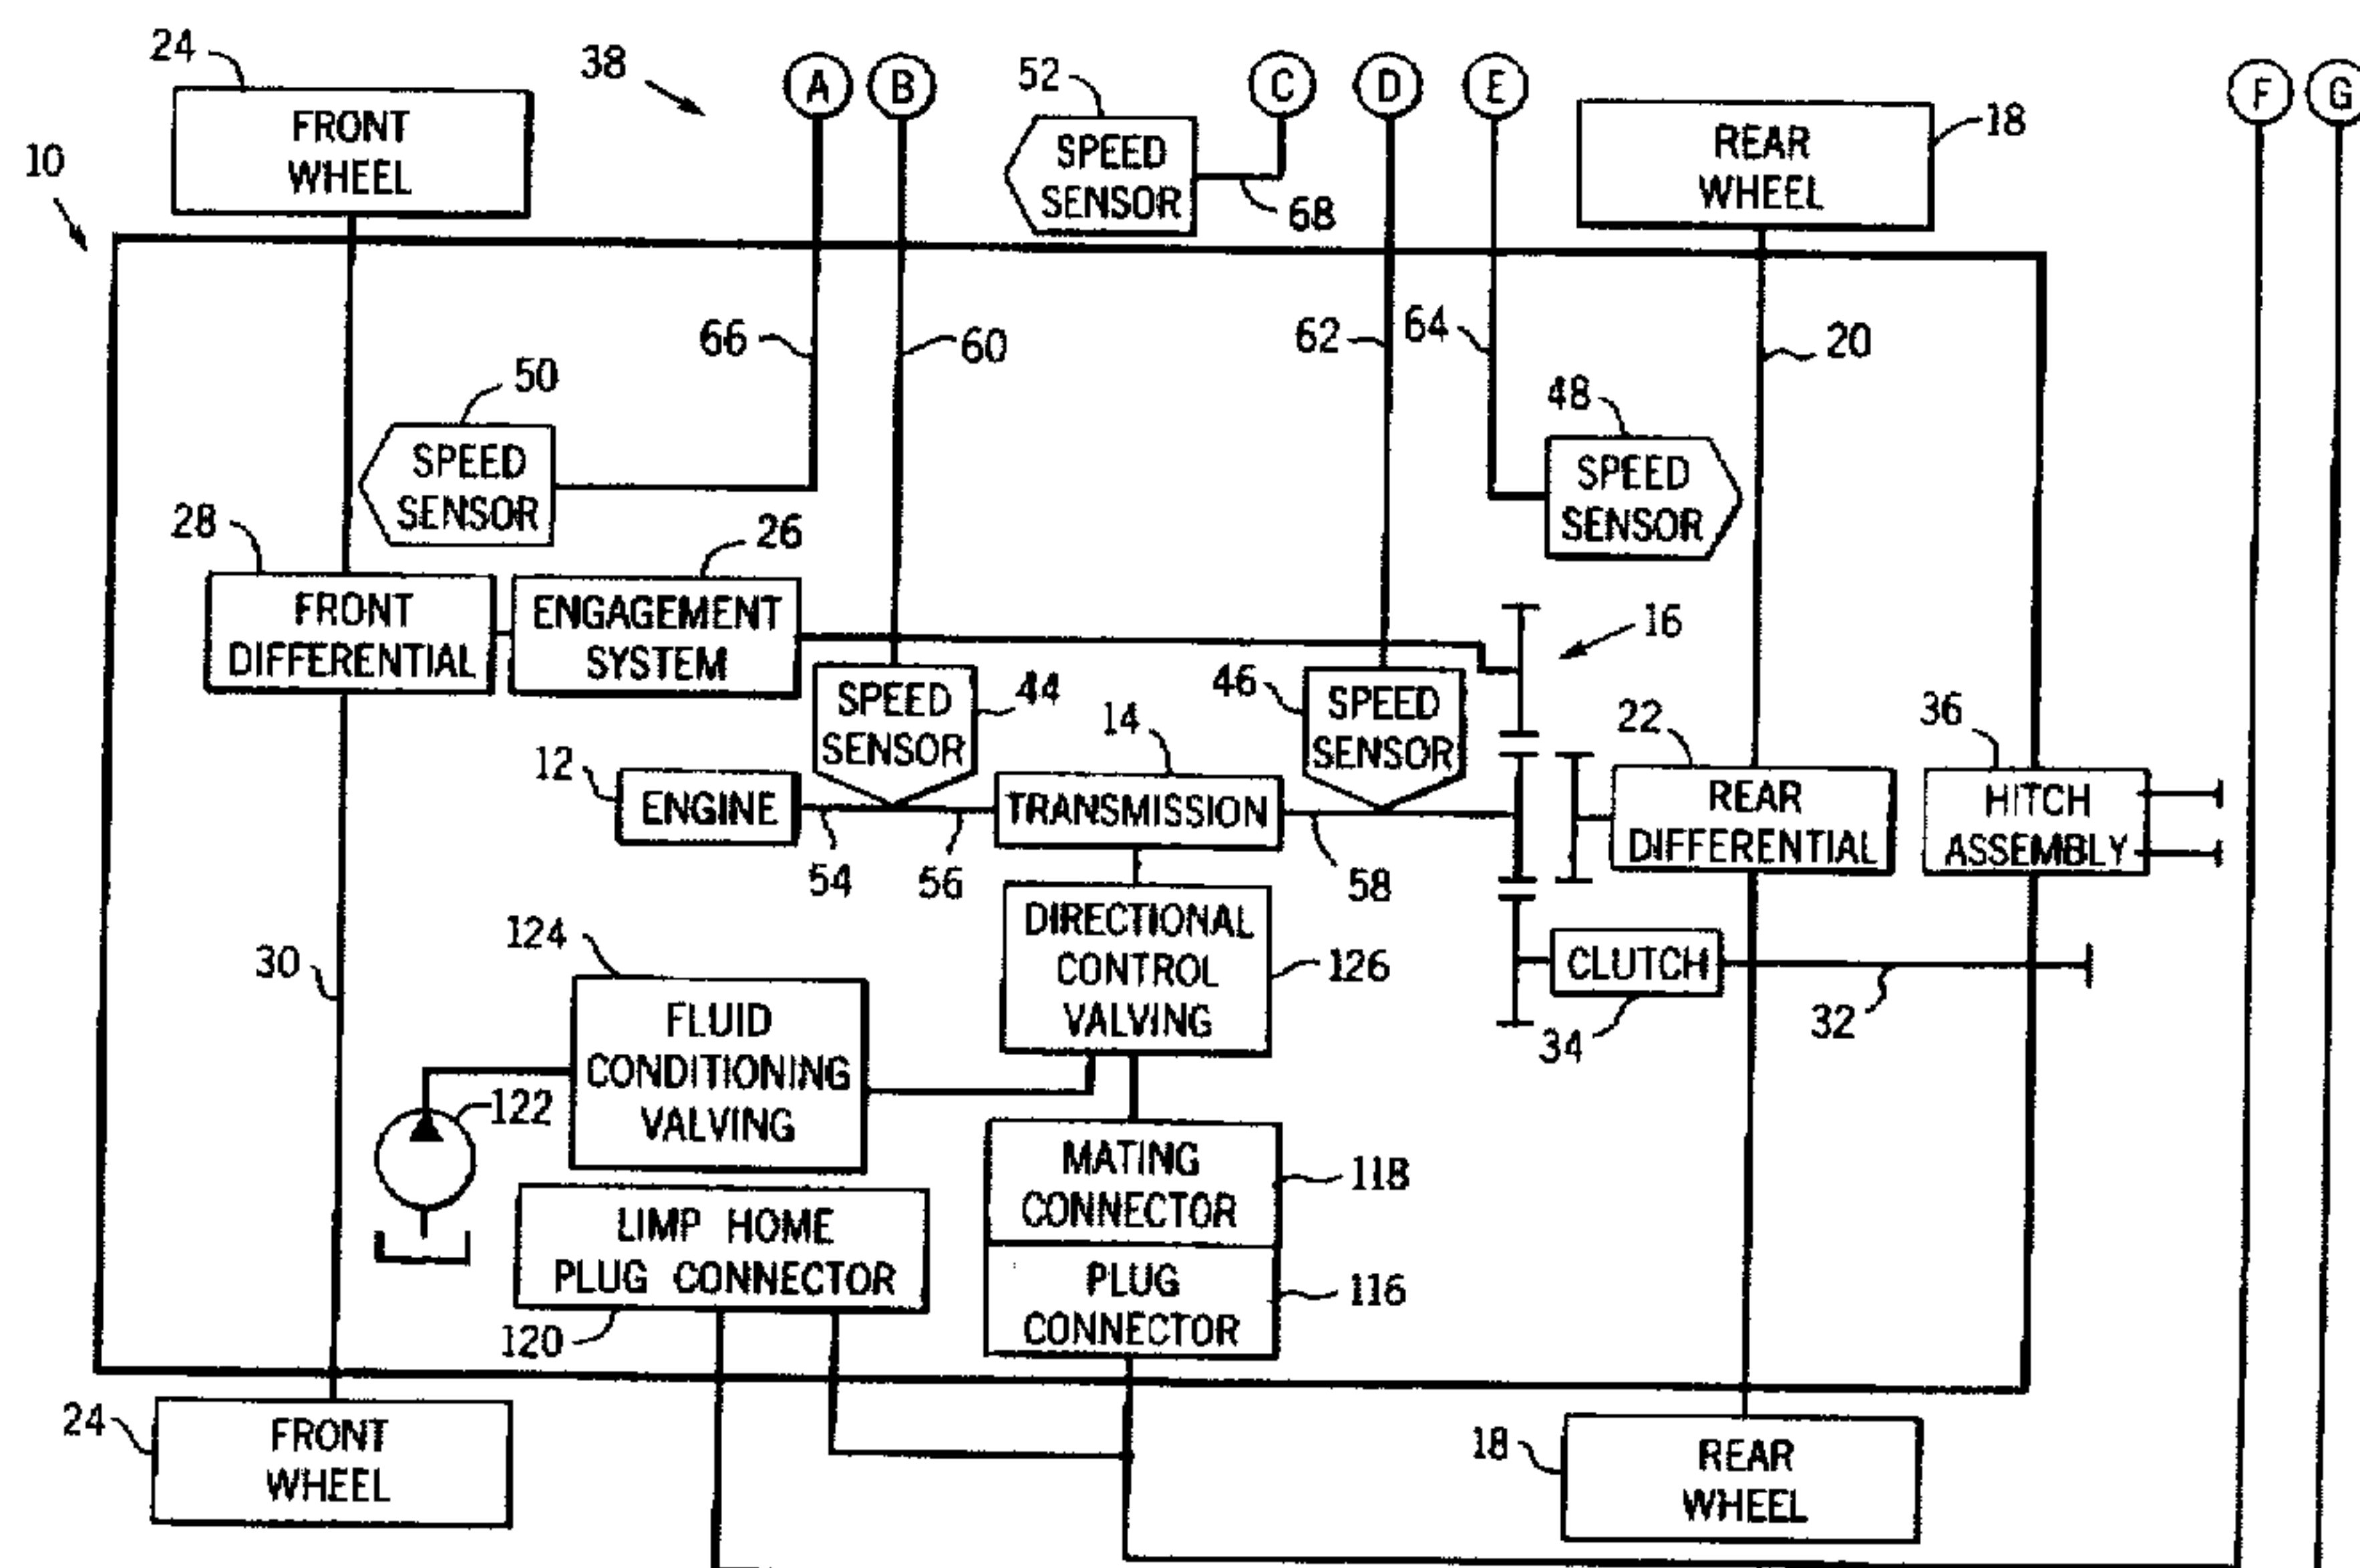 24
38
A
B
52
C
D
E
F
G
FRONT
WHEEL
SPEED
SENSOR
REAR
WHEEL
18
10
68
66
60
62
64
20
50
48
SPEED
SENSOR
SPEED
SENSOR
28
26
FRONT
DIFFERENTIAL
ENGAGEMENT
SYSTEM
16
SPEED
SENSOR
44
46
SPEED
SENSOR
14
22
36
12
ENGINE
TRANSMISSION
REAR
DIFFERENTIAL
HITCH
ASSEMBLY
54
56
58
DIRECTIONAL
CONTROL
VALVING
126
124
30
CLUTCH
34
32
FLUID
CONDITIONING
VALVING
122
MATING
CONNECTOR
118
LIMP HOME
PLUG CONNECTOR
120
PLUG
CONNECTOR
116
24
FRONT
WHEEL
18
REAR
WHEEL